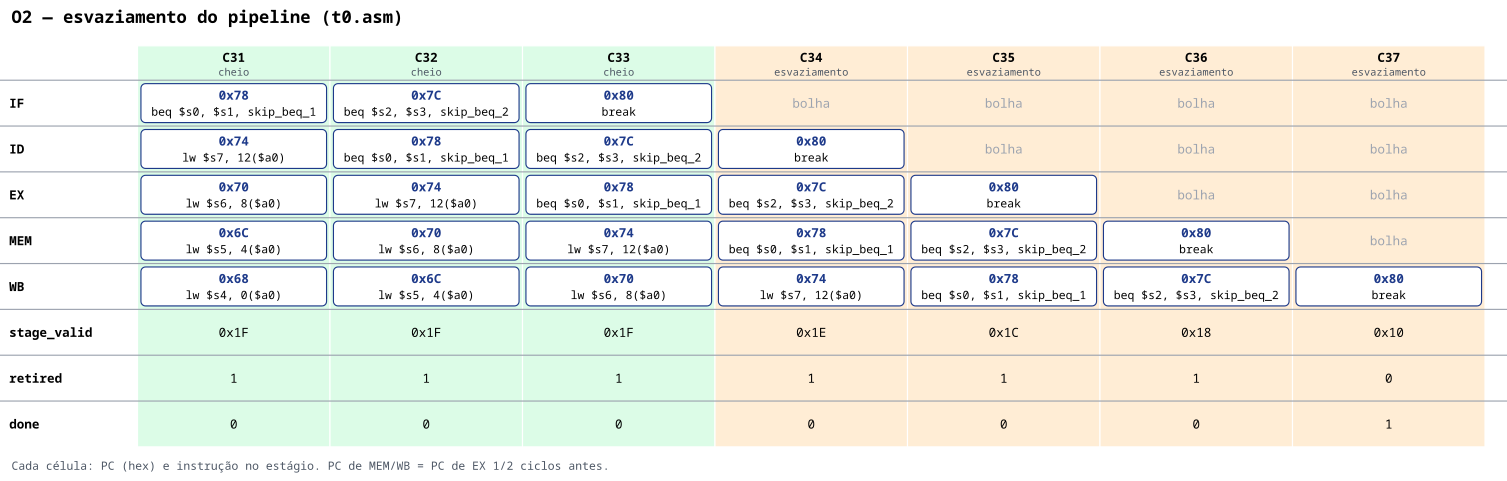 O2 — esvaziamento do pipeline (t0.asm)
C31 C32 C33 C34 C35 C36 C37
cheio cheio cheio esvaziamento esvaziamento esvaziamento esvaziamento
IF 0x78 0x7C 0x80 bolha bolha bolha bolha
beq $s0, $s1, skip_beq_1 beq $s2, $s3, skip_beq_2 break
ID 0x74 0x78 0x7C 0x80 bolha bolha bolha
lw $s7, 12($a0) beq $s0, $s1, skip_beq_1 beq $s2, $s3, skip_beq_2 break
EX 0x70 0x74 0x78 0x7C 0x80 bolha bolha
lw $s6, 8($a0) lw $s7, 12($a0) beq $s0, $s1, skip_beq_1 beq $s2, $s3, skip_beq_2 break
MEM 0x6C 0x70 0x74 0x78 0x7C 0x80 bolha
lw $s5, 4($a0) lw $s6, 8($a0) lw $s7, 12($a0) beq $s0, $s1, skip_beq_1 beq $s2, $s3, skip_beq_2 break
WB 0x68 0x6C 0x70 0x74 0x78 0x7C 0x80
lw $s4, 0($a0) lw $s5, 4($a0) lw $s6, 8($a0) lw $s7, 12($a0) beq $s0, $s1, skip_beq_1 beq $s2, $s3, skip_beq_2 break
stage_valid 0x1F 0x1F 0x1F 0x1E 0x1C 0x18 0x10
retired 1 1 1 1 1 1 0
done 0 0 0 0 0 0 1
Cada célula: PC (hex) e instrução no estágio. PC de MEM/WB = PC de EX 1/2 ciclos antes.